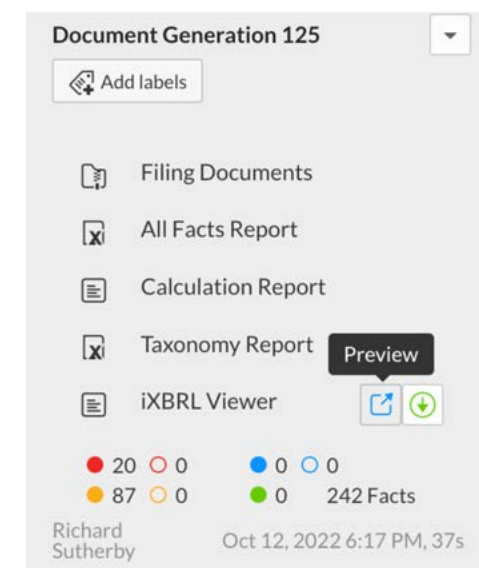 Document Generation 125
Add labels
Filing Documents
All Facts Report
Calculation Report
Taxonomy Report
Preview
iXBRL Viewer
20 0 0 0
87 0 0 242 Facts
Richard
Sutherby
Oct 12, 2022 6:17 PM, 37s